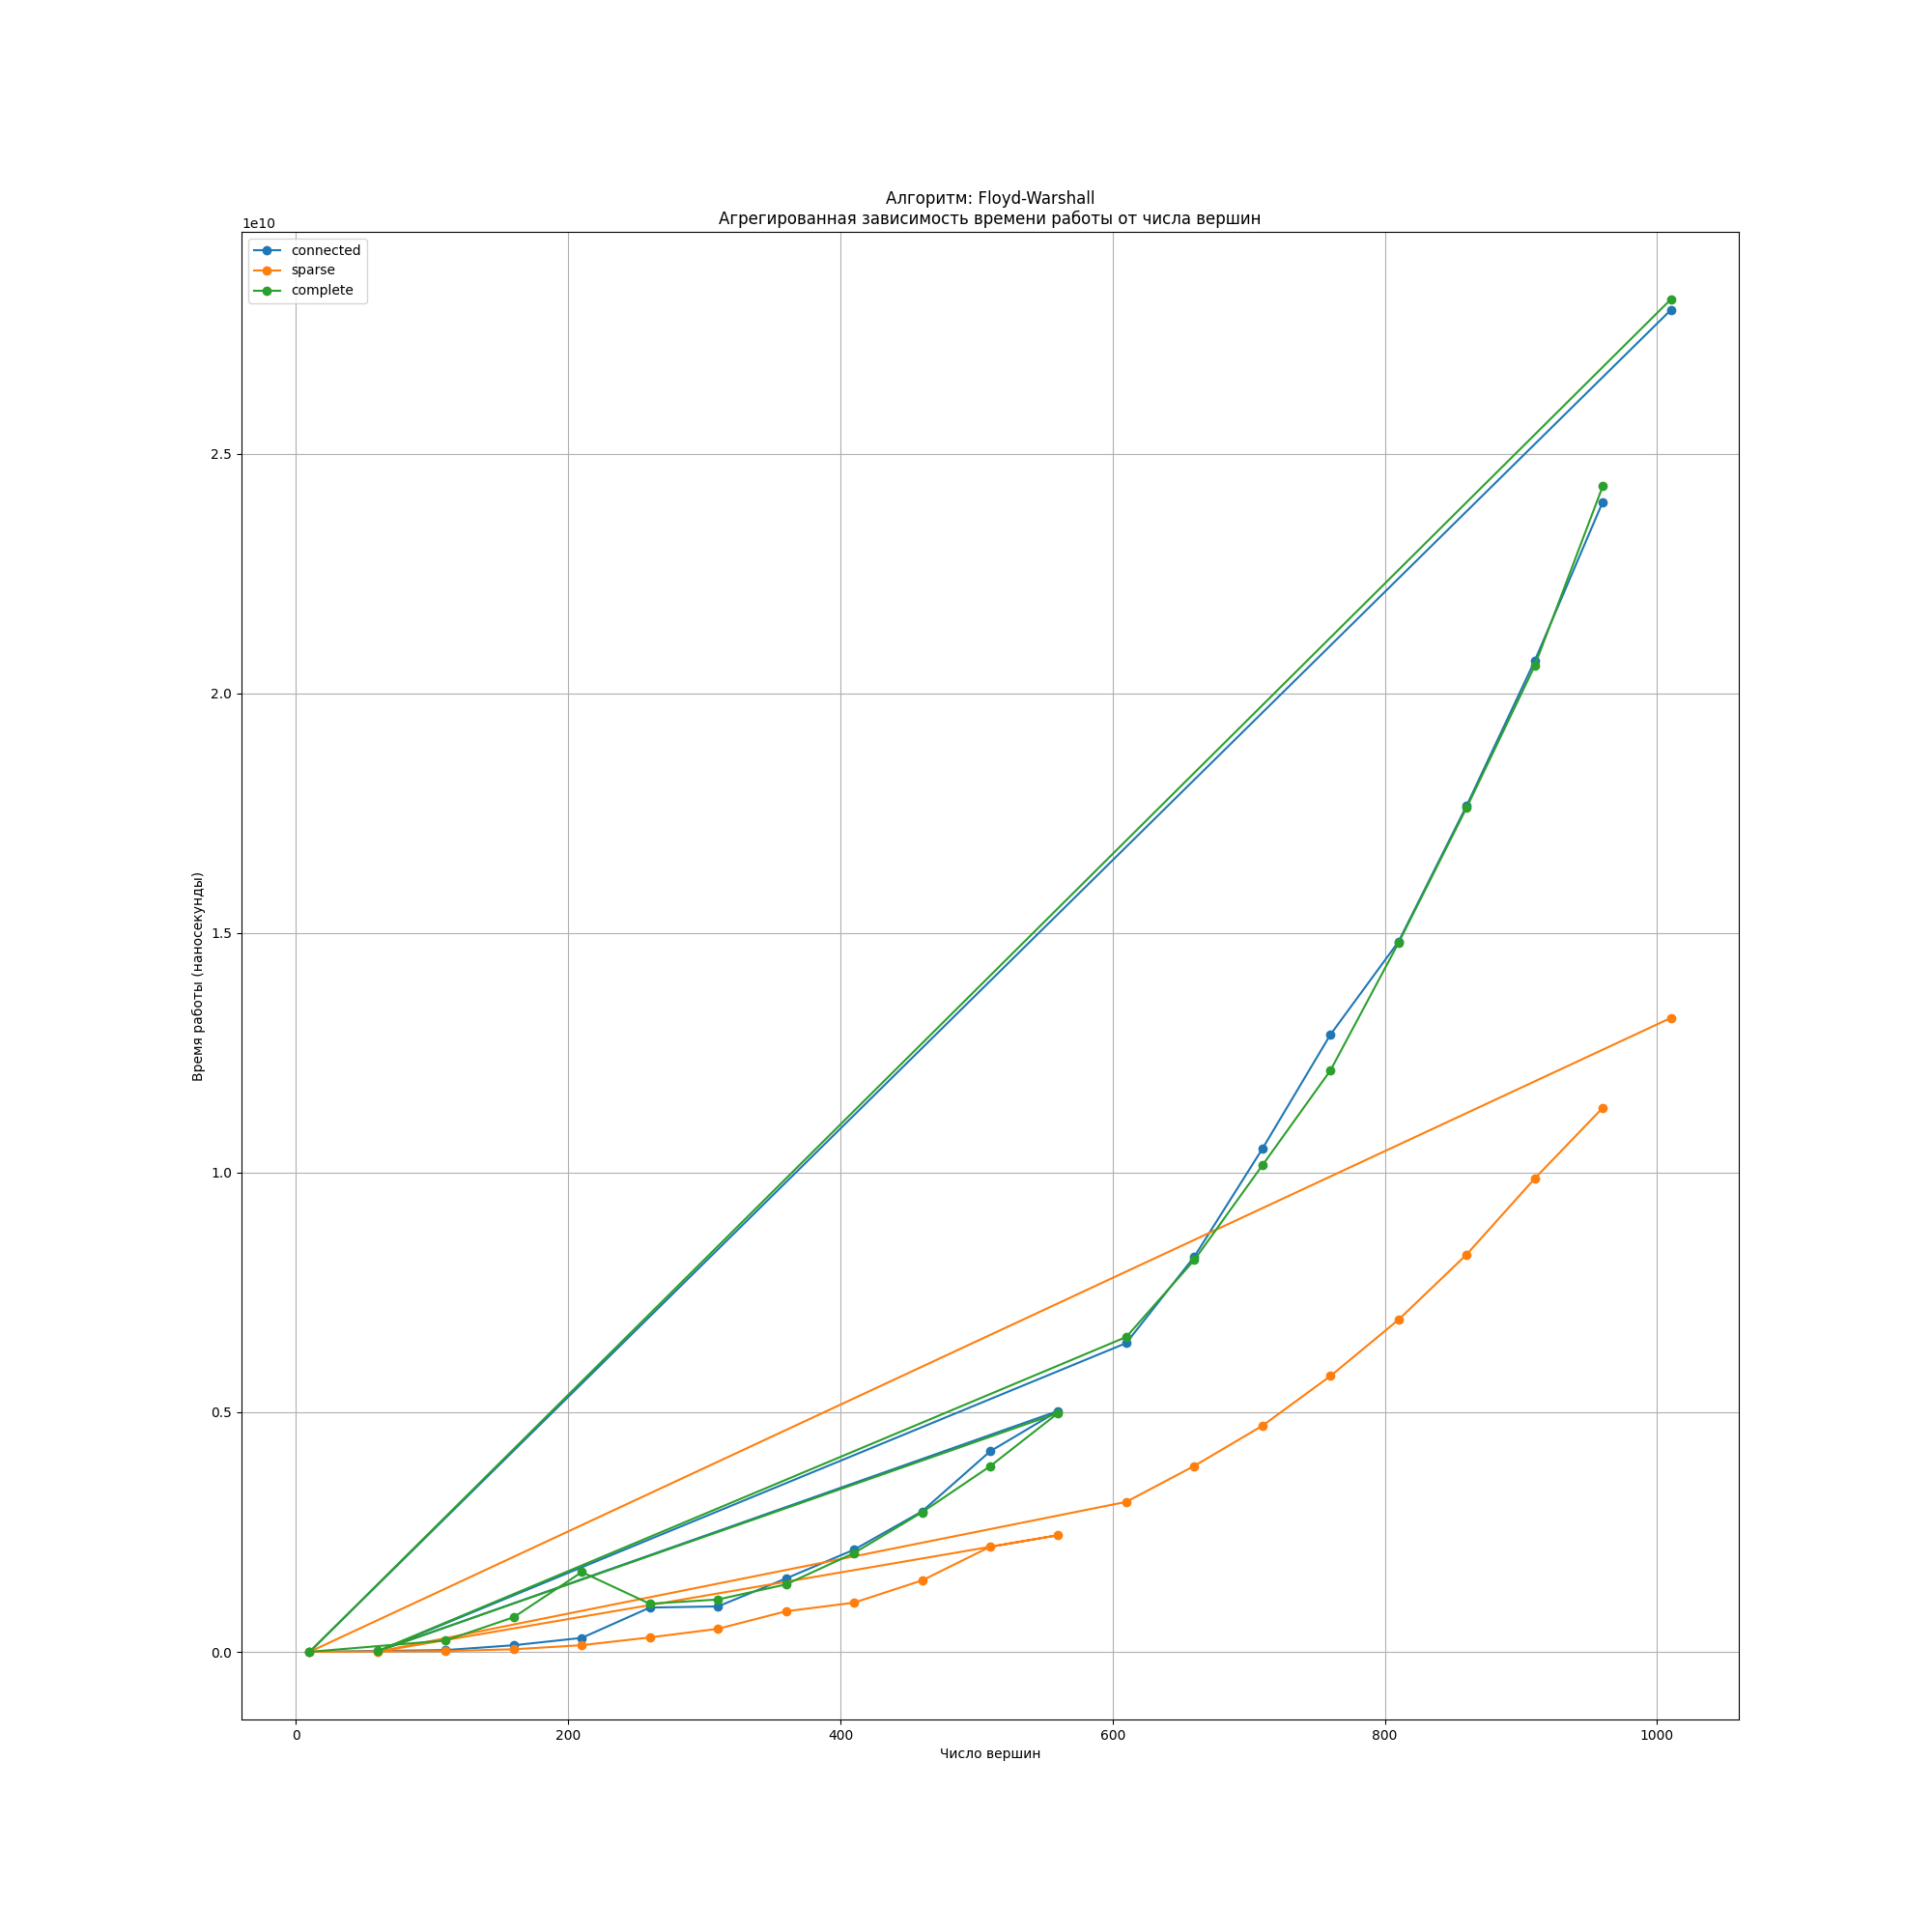 Алгоритм: Floyd-Warshall
Агрегированная зависимость времени работы от числа вершин
1e10
connected
sparse
complete
2.5
2.0
1.5
1.0
0.5
0.0
Время работы (наносекунды)
0 200 400 600 800 1000
Число вершин